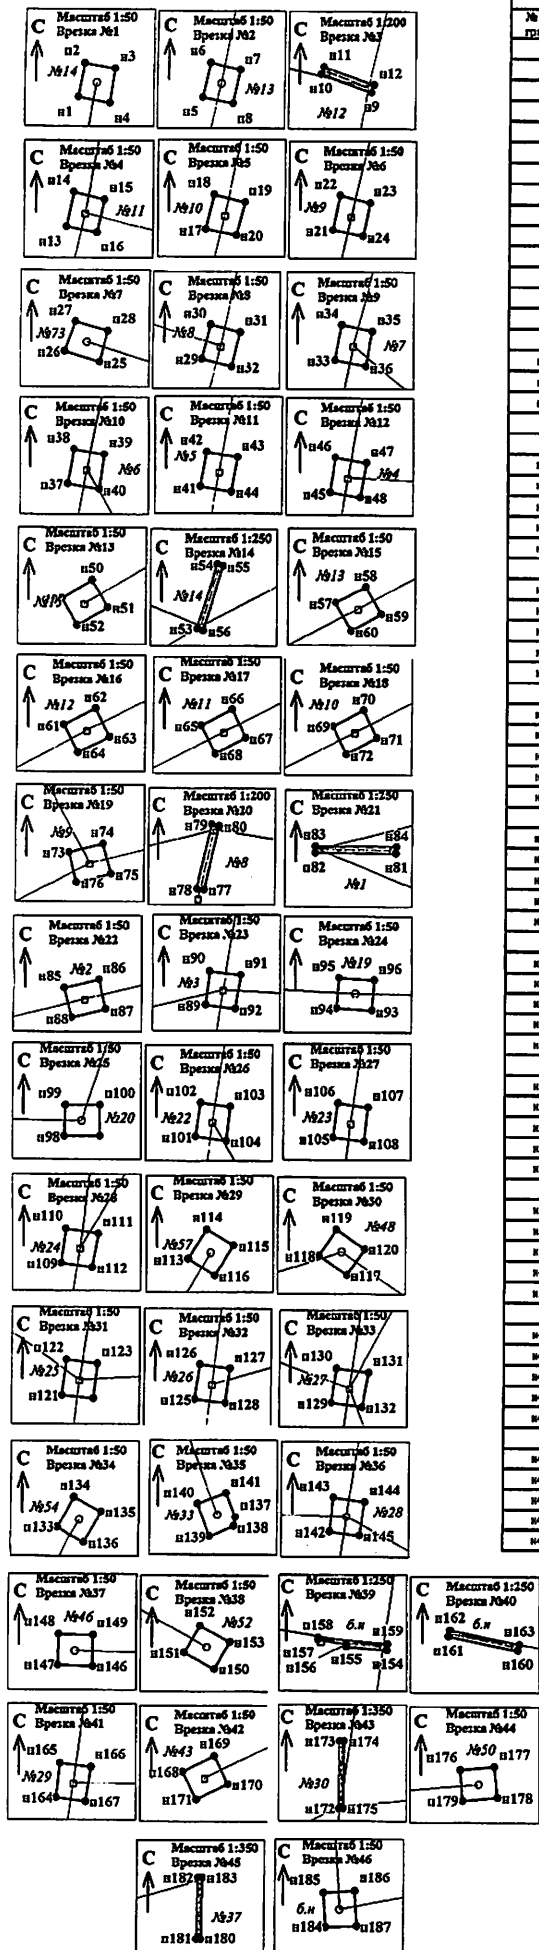 С Масштаб 1:50
Врезка №1
н2 н3
№14
н1 н4
С Масштаб 1:50
Врезка №2
н6 н7
№13
н5 н8
С Масштаб 1:200
Врезка №3
н11
н12
н10
н9
№12
С Масштаб 1:50
Врезка №4
н14 н15
№11
н13 н16
С Масштаб 1:50
Врезка №5
н18 н19
№10
н17 н20
С Масштаб 1:50
Врезка №6
н22 н23
№9
н21 н24
С Масштаб 1:50
Врезка №7
н27 н28
№73
н26 н25
С Масштаб 1:50
Врезка №8
н30 н31
№8
н29 н32
С Масштаб 1:50
Врезка №9
н34 н35
№7
н33 н36
С Масштаб 1:50
Врезка №10
н38 н39
№6
н37 н40
С Масштаб 1:50
Врезка №11
н42 н43
№5
н41 н44
С Масштаб 1:50
Врезка №12
н46 н47
№4
н45 н48
С Масштаб 1:50
Врезка №13
н50
№15 н51
н52
С Масштаб 1:250
Врезка №14
н54 н55
№14
н53 н56
С Масштаб 1:50
Врезка №15
№13 н58
н57 н59
н60
С Масштаб 1:50
Врезка №16
№12 н62
н61 н63
н64
С Масштаб 1:50
Врезка №17
№11 н66
н65 н67
н68
С Масштаб 1:50
Врезка №18
№10 н70
н69 н71
н72
С Масштаб 1:50
Врезка №19
№9 н74
н73
н76 н75
С Масштаб 1:200
Врезка №20
н79 н80
№8
н78 н77
С Масштаб 1:250
Врезка №21
н83 н84
н82 н81
№1
С Масштаб 1:50
Врезка №22
№2 н86
н85
н88 н87
С Масштаб 1:50
Врезка №23
н90 н91
№3
н89 н92
С Масштаб 1:50
Врезка №24
н95 №19 н96
н94 н93
С Масштаб 1:50
Врезка №25
н99 н100
№20
н98
С Масштаб 1:50
Врезка №26
н102 н103
№22
н101 н104
С Масштаб 1:50
Врезка №27
н106 н107
№23
н105 н108
С Масштаб 1:50
Врезка №28
н110 н111
№24
н109 н112
С Масштаб 1:50
Врезка №29
н114
№57 н115
н113
н116
С Масштаб 1:50
Врезка №30
н119 №48
н118 н120
н117
С Масштаб 1:50
Врезка №31
н122 н123
№25
н121
С Масштаб 1:50
Врезка №32
н126 н127
№26
н125 н128
С Масштаб 1:50
Врезка №33
н130 н131
№27
н129 н132
С Масштаб 1:50
Врезка №34
№54 н134
н133 н135
н136
С Масштаб 1:50
Врезка №35
н140 н141
№33 н137
н139 н138
С Масштаб 1:50
Врезка №36
н143 н144
№28
н142 н145
С Масштаб 1:50
Врезка №37
н148 №46 н149
н147 н146
С Масштаб 1:50
Врезка №38
н152 №52
н151 н153
н150
С Масштаб 1:250
Врезка №39
н158 б.н н159
н157
н156 н155 н154
С Масштаб 1:250
Врезка №40
н162 б.н н163
н161 н160
С Масштаб 1:50
Врезка №41
н165 н166
№29
н164 н167
С Масштаб 1:50
Врезка №42
№43 н169
н168 н170
н171
С Масштаб 1:350
Врезка №43
н173 н174
№30
н172 н175
С Масштаб 1:50
Врезка №44
н176 №50 н177
н179 н178
С Масштаб 1:350
Врезка №45
н182 н183
№37
н181 н180
С Масштаб 1:50
Врезка №46
н185 н186
б.н
н184 н187